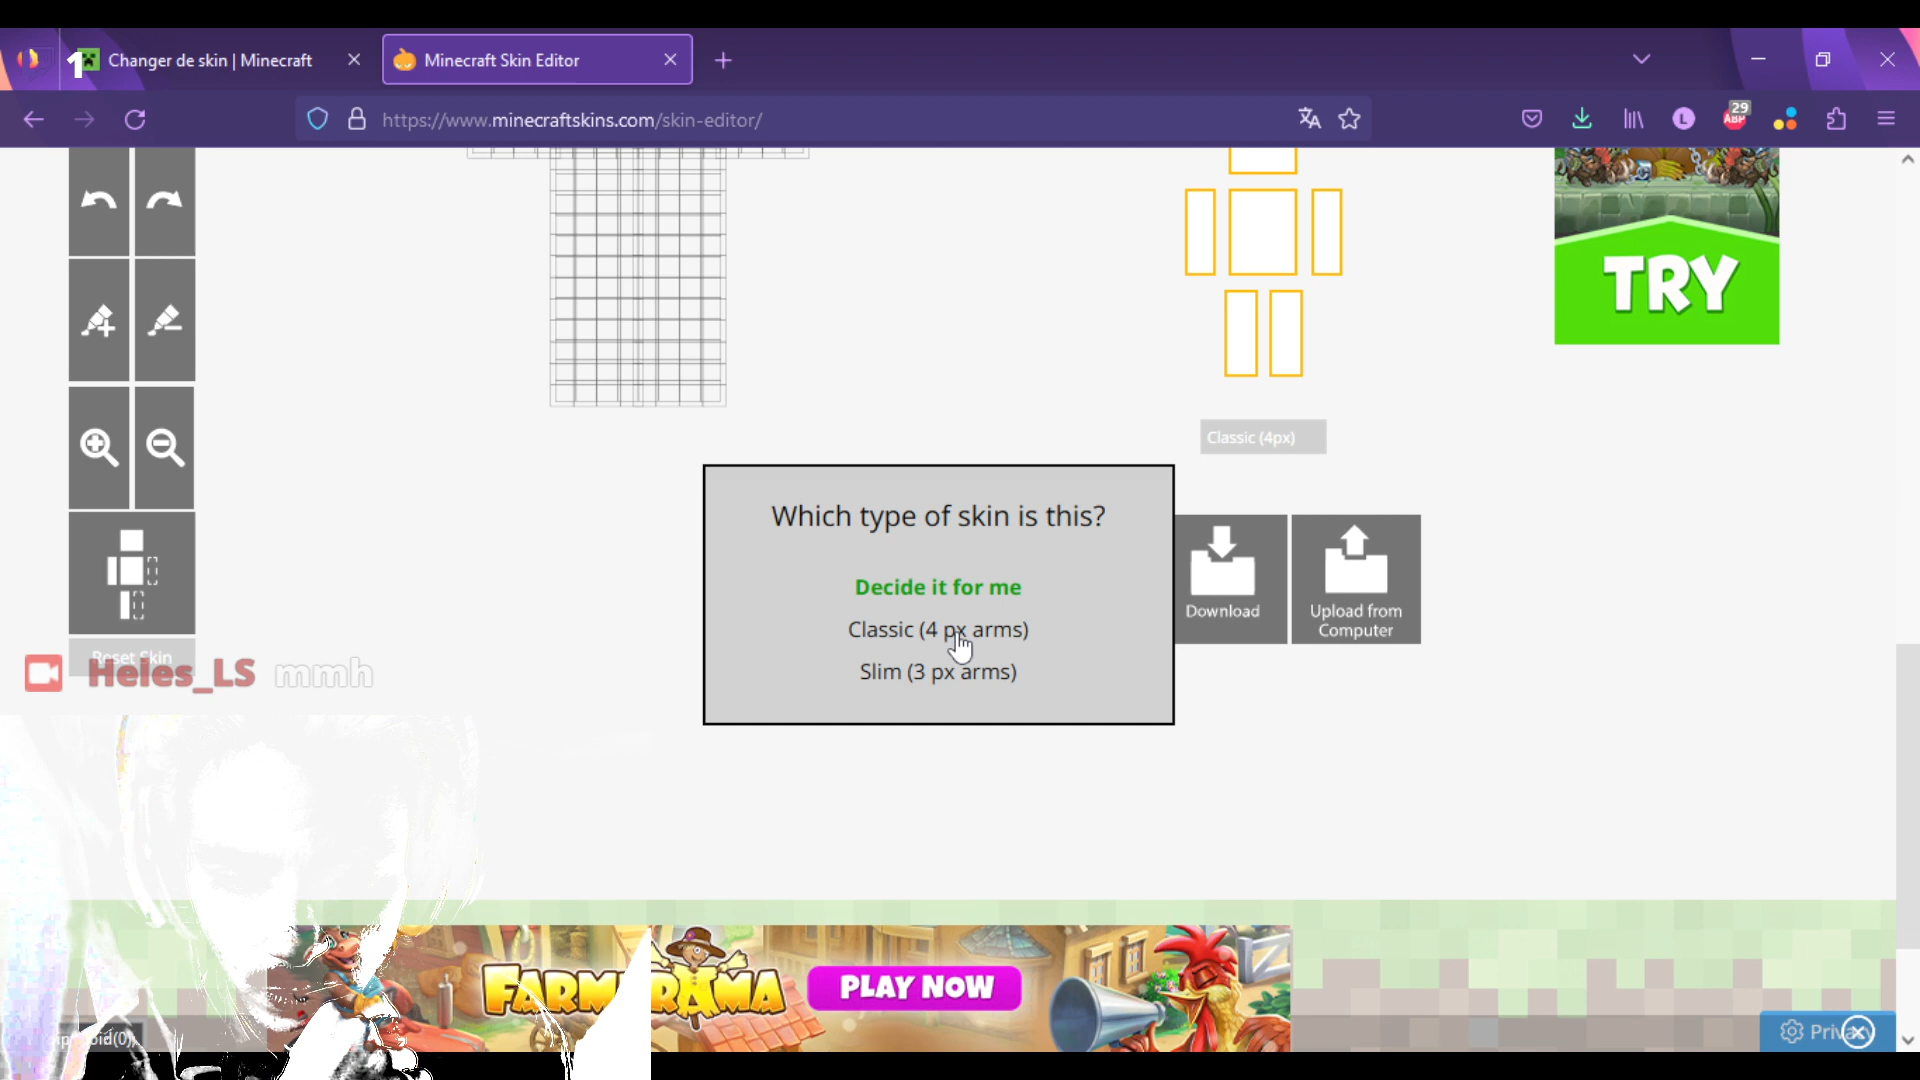 1
Changer de skin | Minecraft
Minecraft Skin Editor
https://www.minecraftskins.com/skin-editor/
L
29
ABP
TRY
Classic (4px)
Which type of skin is this?
Decide it for me
Classic (4 px arms)
Slim (3 px arms)
Download
Upload from
Computer
Reset Skin
Heles_LS mmh
FARMERAMA
PLAY NOW